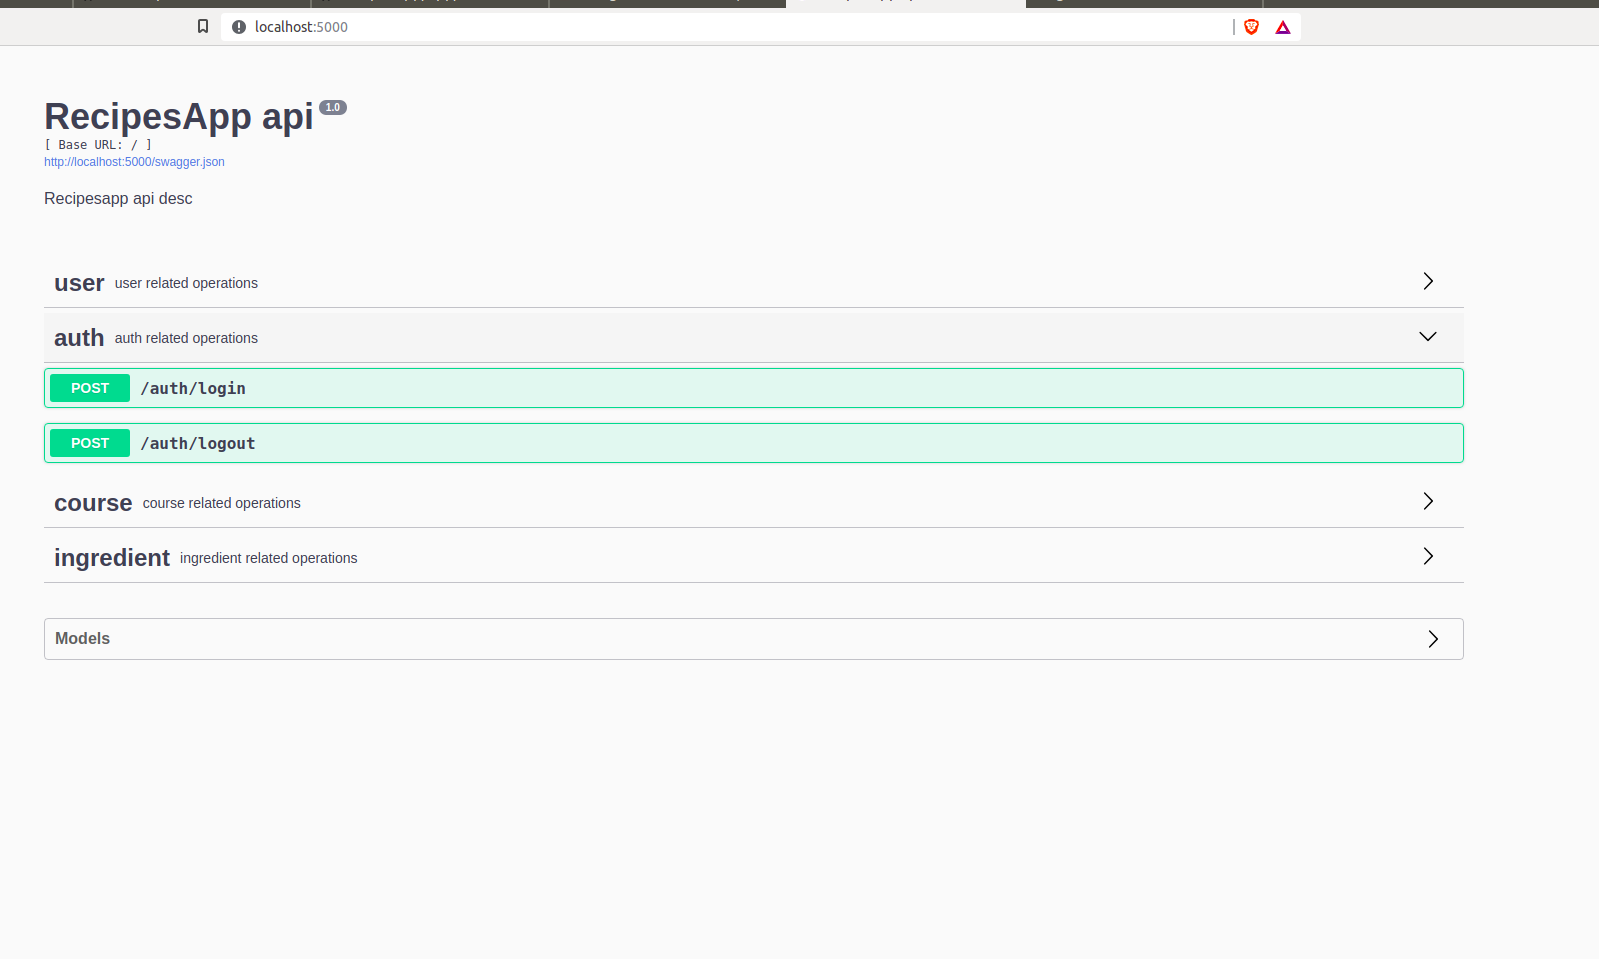 localhost:5000
RecipesApp api 1.0
[ Base URL: / ]
http://localhost:5000/swagger.json
Recipesapp api desc
user user related operations
auth auth related operations
POST /auth/login
POST /auth/logout
course course related operations
ingredient ingredient related operations
Models